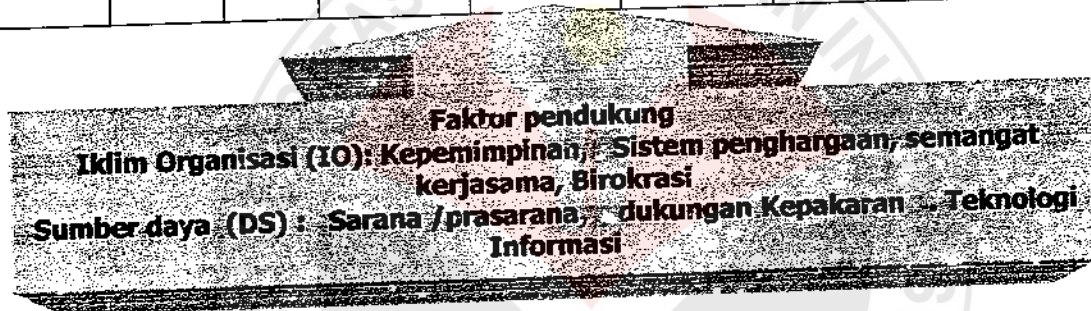 Faktor pendukung
Iklim Organisasi (IO): Kepemimpinan, Sistem penghargaan, semangat
kerjasama, Birokrasi
Sumber daya (DS) : Sarana /prasarana, dukungan Kepakaran .. Teknologi
Informasi